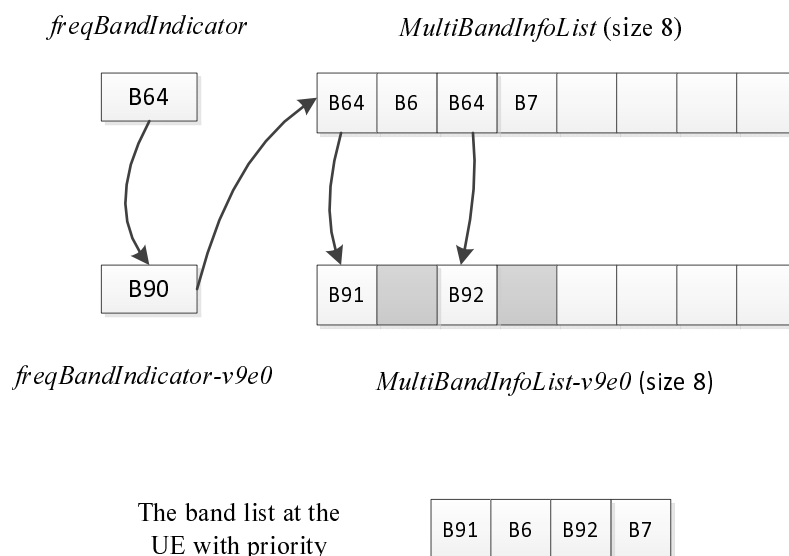 freqBandIndicator
MultiBandInfoList (size 8)
B64
B64 B6 B64 B7
B90
B91 B92
freqBandIndicator-v9e0
MultiBandInfoList-v9e0 (size 8)
The band list at the
UE with priority
B91 B6 B92 B7